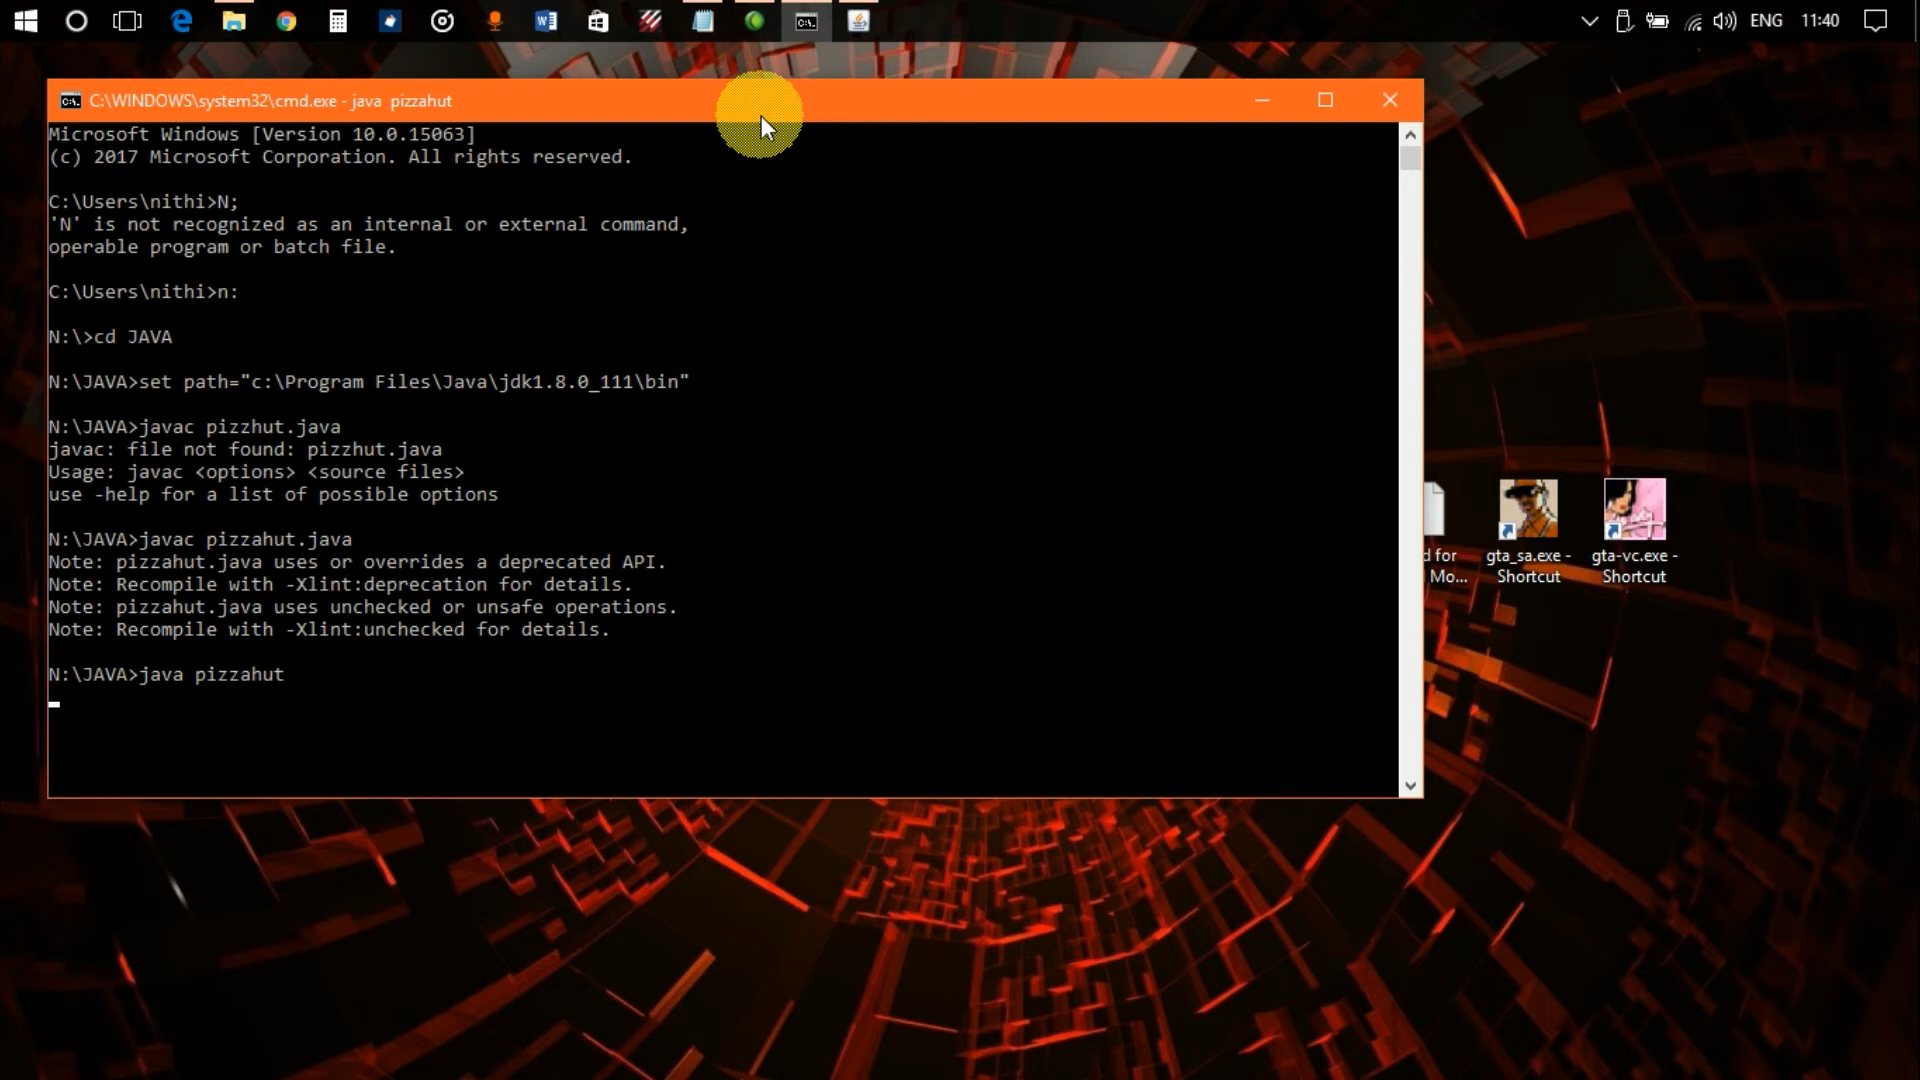 ENG 11:40
C:\WINDOWS\system32\cmd.exe - java  pizzahut
Microsoft Windows [Version 10.0.15063]
(c) 2017 Microsoft Corporation. All rights reserved.
C:\Users\nithi>N;
'N' is not recognized as an internal or external command,
operable program or batch file.
C:\Users\nithi>n:
N:\>cd JAVA
N:\JAVA>set path="c:\Program Files\Java\jdk1.8.0_111\bin"
N:\JAVA>javac pizzhut.java
javac: file not found: pizzhut.java
Usage: javac <options> <source files>
use -help for a list of possible options
N:\JAVA>javac pizzahut.java
Note: pizzahut.java uses or overrides a deprecated API.
Note: Recompile with -Xlint:deprecation for details.
Note: pizzahut.java uses unchecked or unsafe operations.
Note: Recompile with -Xlint:unchecked for details.
N:\JAVA>java pizzahut
d for
Mo...
gta_sa.exe -
Shortcut
gta-vc.exe -
Shortcut